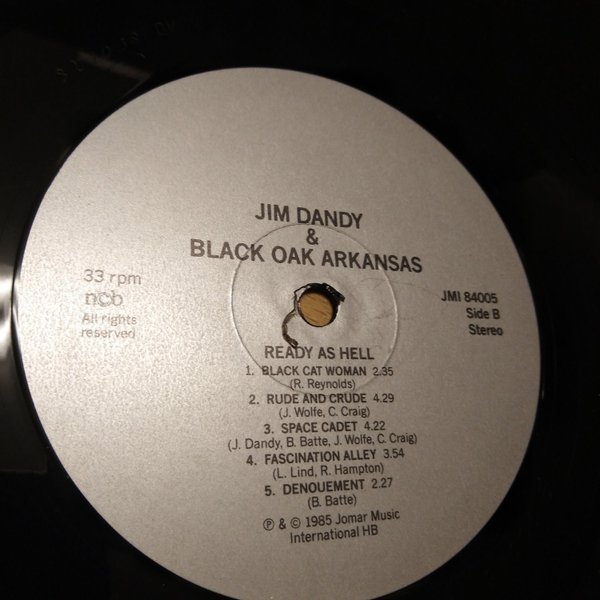 JIM DANDY
&
BLACK OAK ARKANSAS
33 rpm
ncb
All rights
reserved
JMI 84005
Side B
Stereo
READY AS HELL
1. BLACK CAT WOMAN 2.35
(R. Reynolds)
2. RUDE AND CRUDE 4.29
(J. Wolfe, C. Craig)
3. SPACE CADET 4.22
(J. Dandy, B. Batte, J. Wolfe, C. Craig)
4. FASCINATION ALLEY 3.54
(L. Lind, R. Hampton)
5. DENOUEMENT 2.27
(B. Batte)
℗ & © 1985 Jomar Music
International HB